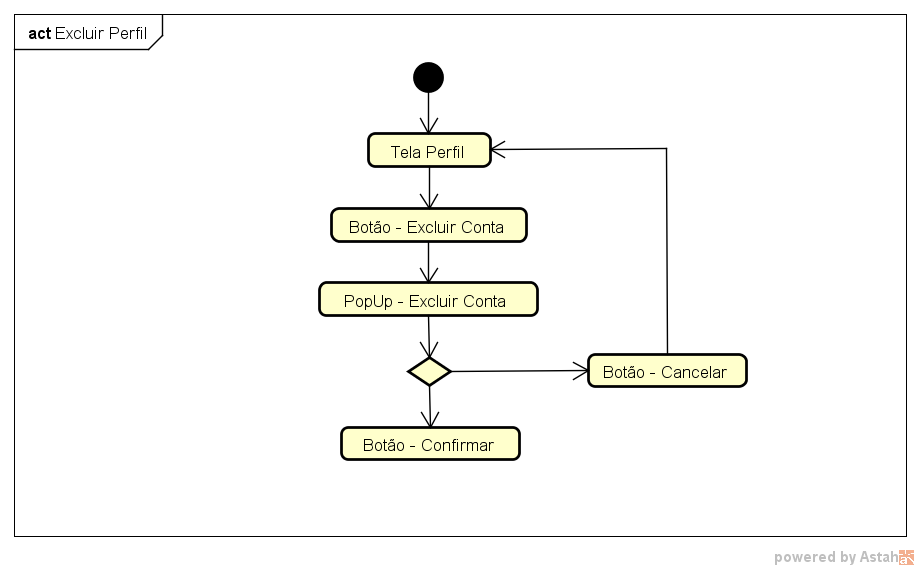 act Excluir Perfil
Tela Perfil
Botão - Excluir Conta
PopUp - Excluir Conta
Botão - Cancelar
Botão - Confirmar
powered by Astah